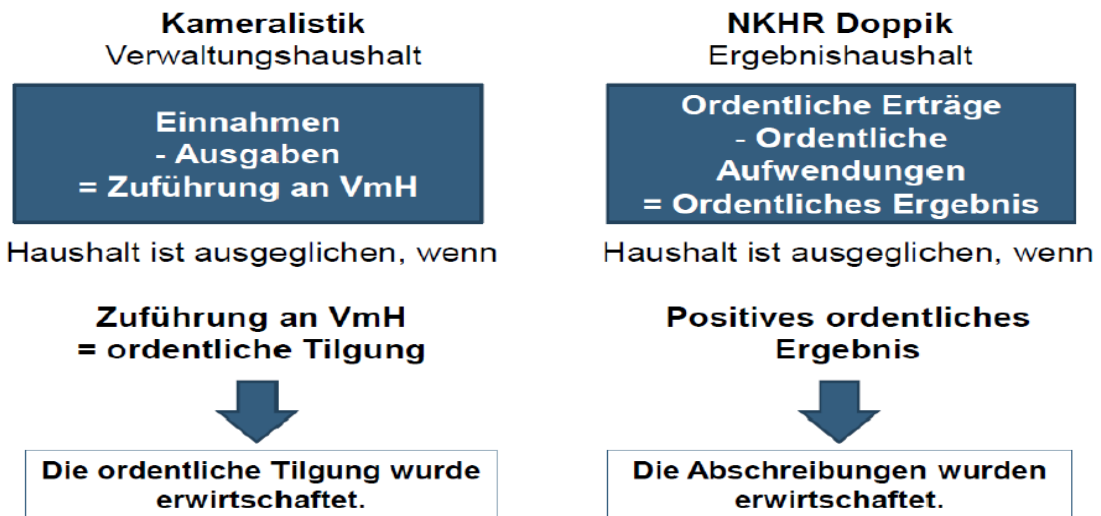 Kameralistik
Verwaltungshaushalt
Einnahmen
- Ausgaben
= Zuführung an VmH
Haushalt ist ausgeglichen, wenn
Zuführung an VmH
= ordentliche Tilgung
Die ordentliche Tilgung wurde
erwirtschaftet.
NKHR Doppik
Ergebnishaushalt
Ordentliche Erträge
- Ordentliche
Aufwendungen
= Ordentliches Ergebnis
Haushalt ist ausgeglichen, wenn
Positives ordentliches
Ergebnis
Die Abschreibungen wurden
erwirtschaftet.